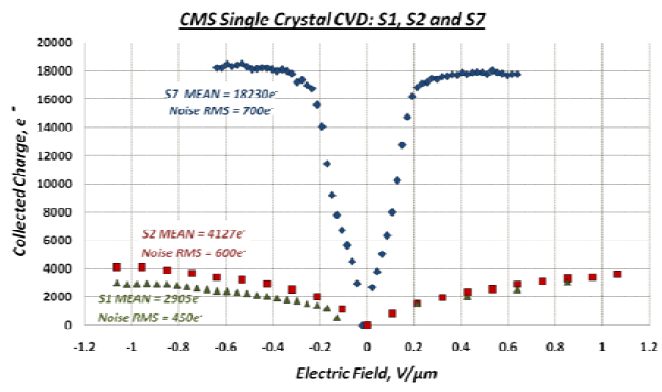 CMS Single Crystal CVD: S1, S2 and S7
20000
18000
16000
14000
12000
10000
8000
6000
4000
2000
0
Collected Charge, e⁻
S7 MEAN = 18230e⁻
Noise RMS = 700e⁻
S2 MEAN = 4127e⁻
Noise RMS = 600e⁻
S1 MEAN = 2905e⁻
Noise RMS = 450e⁻
-1.2 -1 -0.8 -0.6 -0.4 -0.2 0 0.2 0.4 0.6 0.8 1 1.2
Electric Field, V/µm